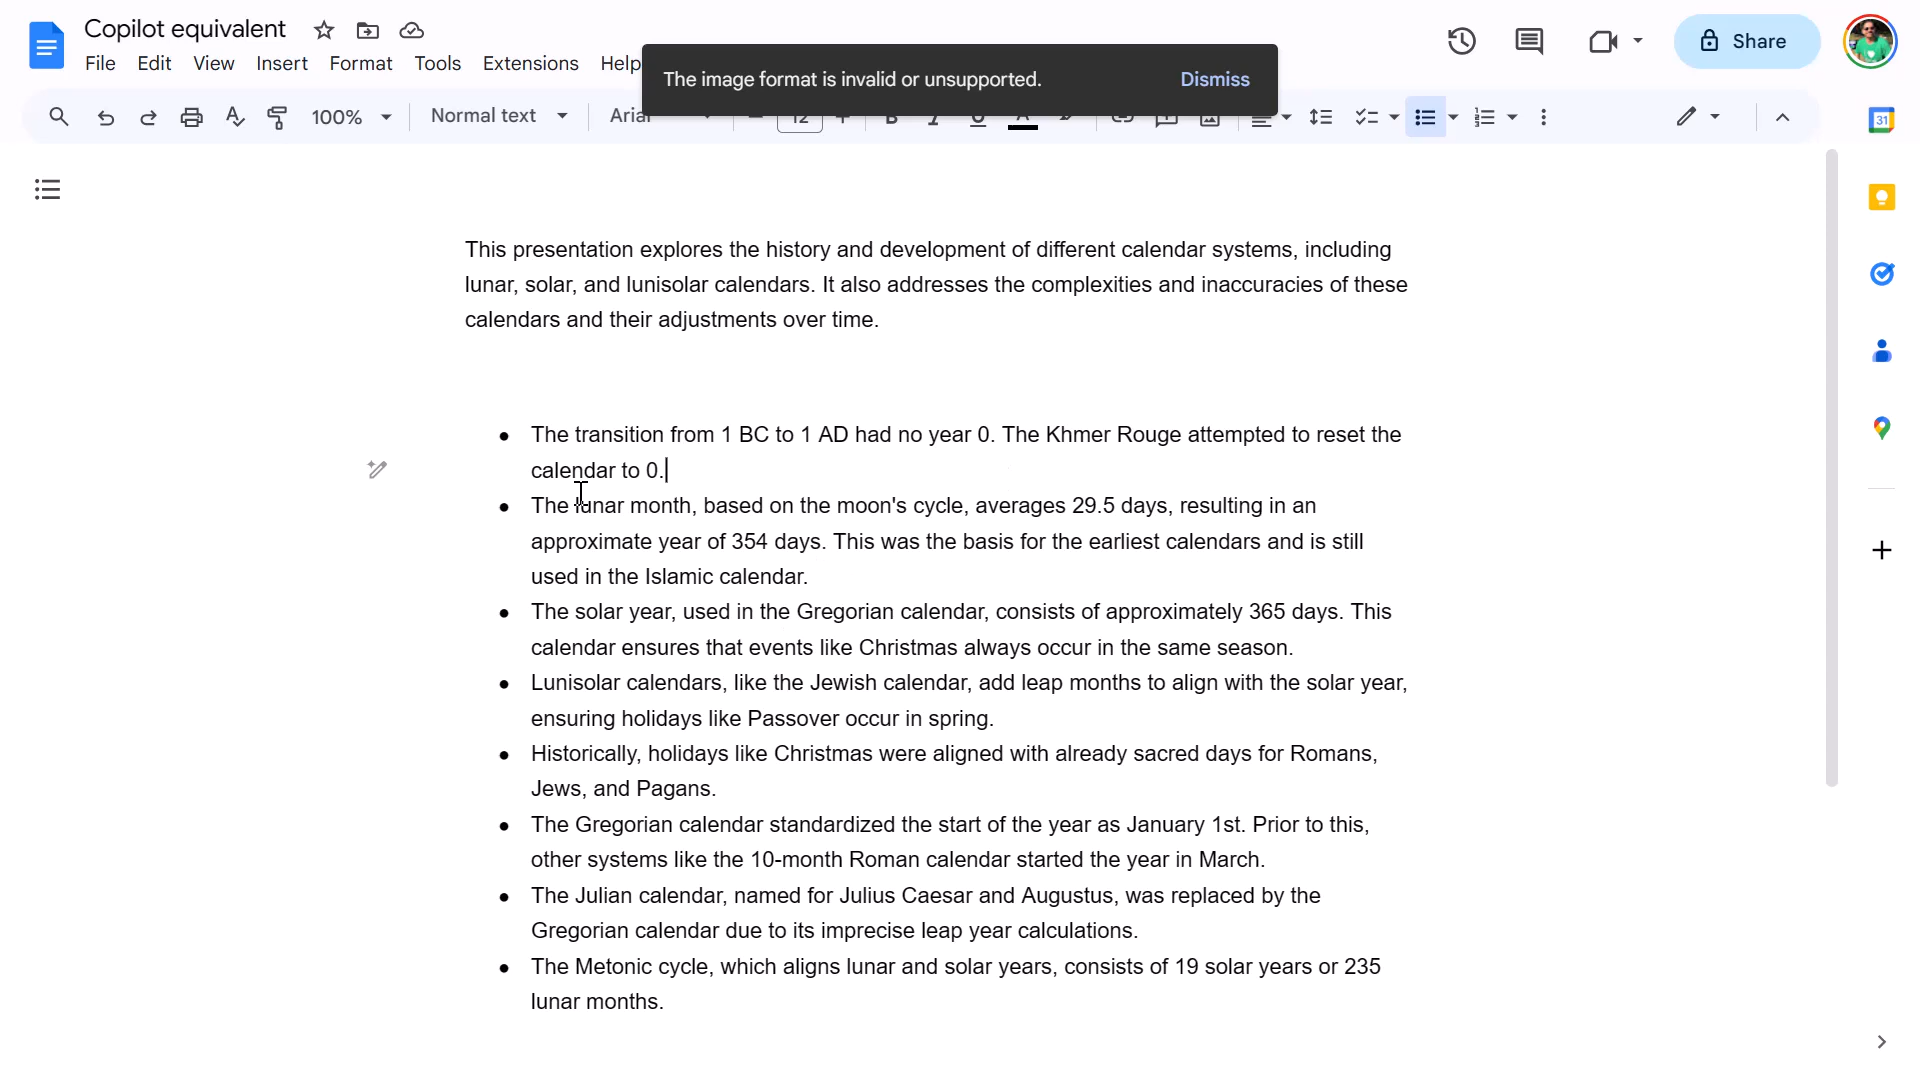 Copilot equivalent
File Edit View Insert Format Tools Extensions Help
The image format is invalid or unsupported. Dismiss
Share
100% Normal text Arial 12
31
This presentation explores the history and development of different calendar systems, including
lunar, solar, and lunisolar calendars. It also addresses the complexities and inaccuracies of these
calendars and their adjustments over time.
● The transition from 1 BC to 1 AD had no year 0. The Khmer Rouge attempted to reset the
calendar to 0.
● The lunar month, based on the moon's cycle, averages 29.5 days, resulting in an
approximate year of 354 days. This was the basis for the earliest calendars and is still
used in the Islamic calendar.
● The solar year, used in the Gregorian calendar, consists of approximately 365 days. This
calendar ensures that events like Christmas always occur in the same season.
● Lunisolar calendars, like the Jewish calendar, add leap months to align with the solar year,
ensuring holidays like Passover occur in spring.
● Historically, holidays like Christmas were aligned with already sacred days for Romans,
Jews, and Pagans.
● The Gregorian calendar standardized the start of the year as January 1st. Prior to this,
other systems like the 10-month Roman calendar started the year in March.
● The Julian calendar, named for Julius Caesar and Augustus, was replaced by the
Gregorian calendar due to its imprecise leap year calculations.
● The Metonic cycle, which aligns lunar and solar years, consists of 19 solar years or 235
lunar months.